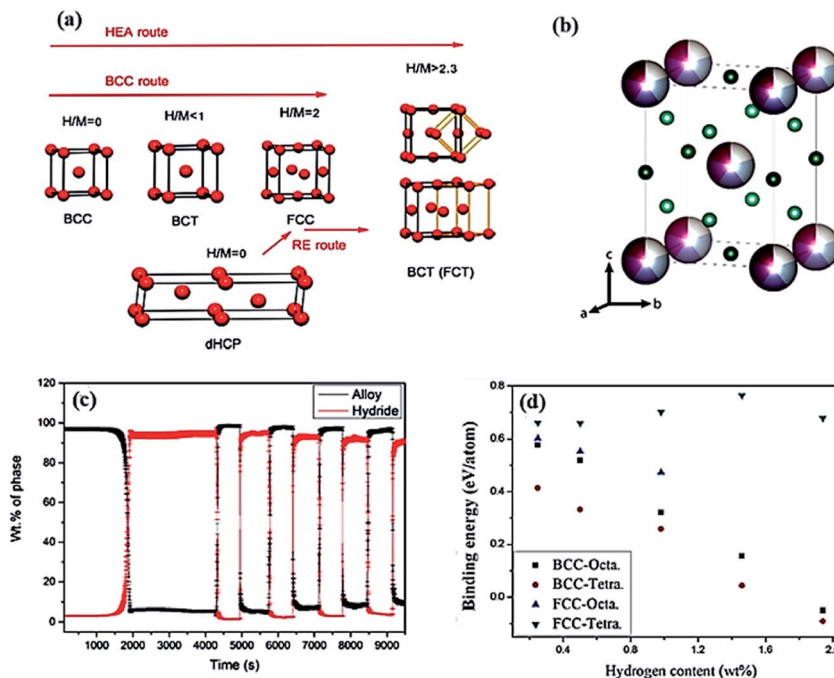 (a)
HEA route
BCC route
H/M>2.3
H/M=0
H/M<1
H/M=2
BCC
BCT
FCC
H/M=0
RE route
BCT (FCT)
dHCP
(b)
c
a
b
(c)
Alloy
Hydride
Wt.% of phase
120
100
80
60
40
20
0
1000 2000 3000 4000 5000 6000 7000 8000 9000
Time (s)
(d)
Binding energy (eV/atom)
0.8
0.6
0.4
0.2
0.0
BCC-Octa.
BCC-Tetra.
FCC-Octa.
FCC-Tetra.
0.4 0.8 1.2 1.6 2.0
Hydrogen content (wt%)